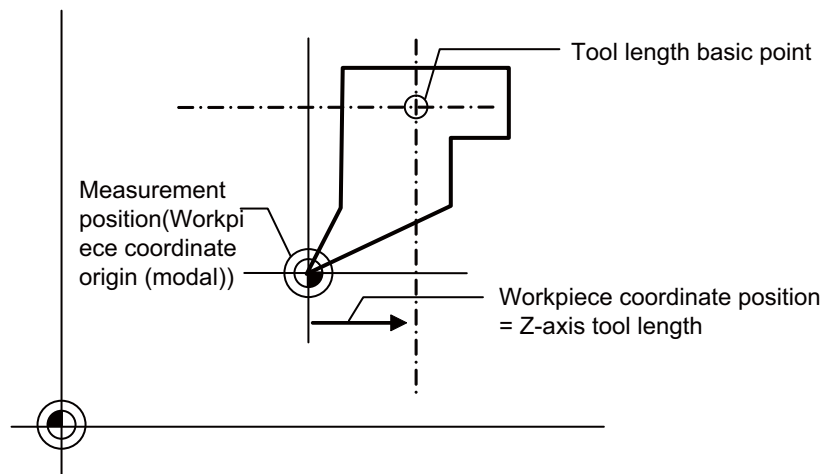 Tool length basic point
Measurement
position(Workpi
ece coordinate
origin (modal))
Workpiece coordinate position
= Z-axis tool length